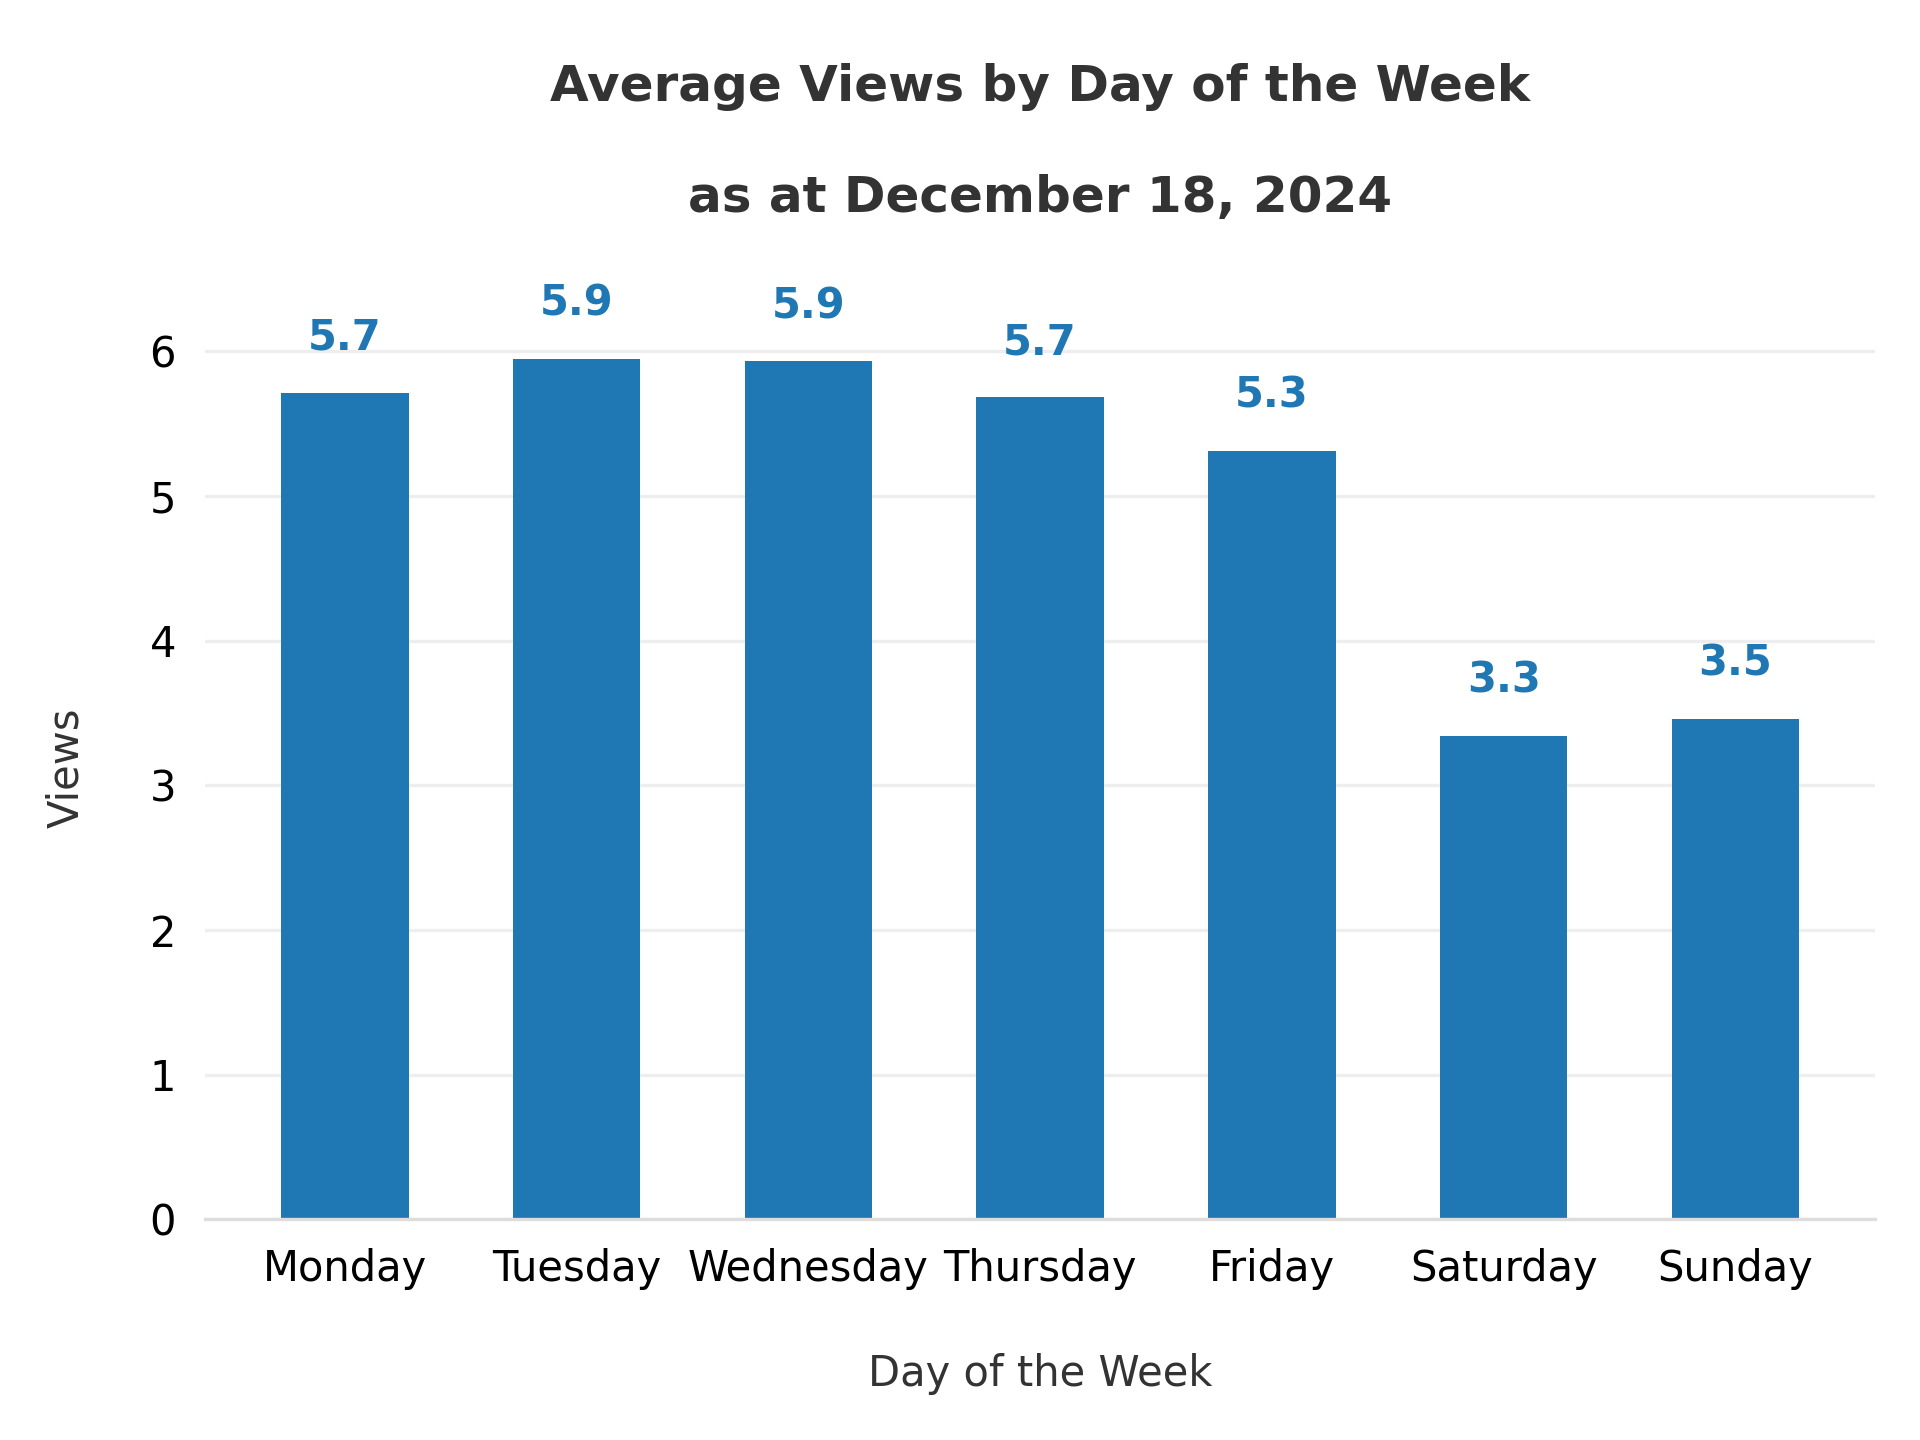 Average Views by Day of the Week
as at December 18, 2024
5.7
5.9
5.9
5.7
5.3
3.3
3.5
6
5
4
3
2
1
0
Views
Monday Tuesday Wednesday Thursday Friday Saturday Sunday
Day of the Week